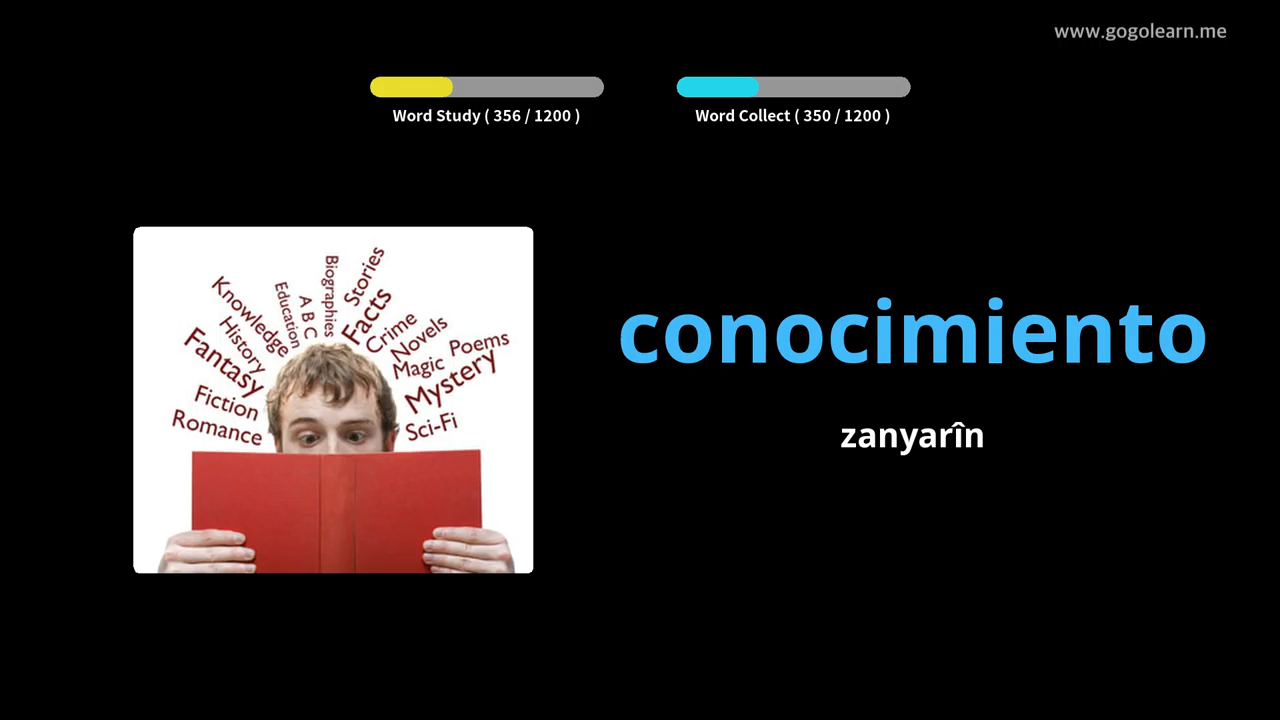 www.gogolearn.me
Word Study ( 356 / 1200 )
Word Collect ( 350 / 1200 )
Stories
Biographies
Facts
A B C
Education
Knowledge
Crime
Novels
History
Poems
Fantasy
Magic
Mystery
Fiction
Sci-Fi
Romance
conocimiento
zanyarîn